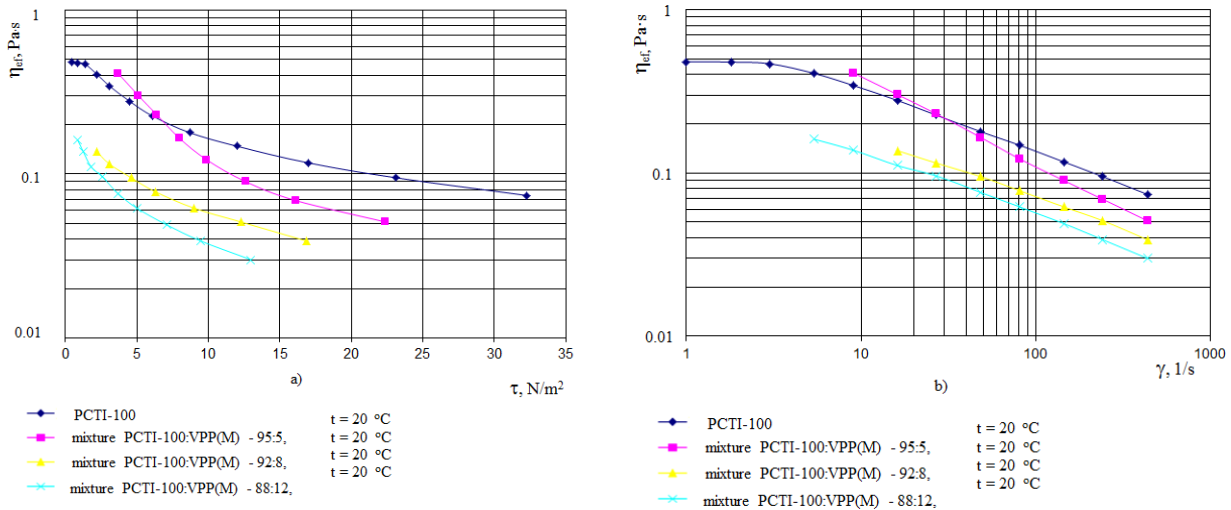 η_ef, Pa·s
1
0.1
0.01
0 5 10 15 20 25 30 35
a)
τ, N/m²
PCTI-100 t = 20 °C
mixture PCTI-100:VPP(M) - 95:5, t = 20 °C
mixture PCTI-100:VPP(M) - 92:8, t = 20 °C
mixture PCTI-100:VPP(M) - 88:12, t = 20 °C
η_ef, Pa·s
1
0.1
0.01
1 10 100 1000
b)
γ, 1/s
PCTI-100 t = 20 °C
mixture PCTI-100:VPP(M) - 95:5, t = 20 °C
mixture PCTI-100:VPP(M) - 92:8, t = 20 °C
mixture PCTI-100:VPP(M) - 88:12, t = 20 °C